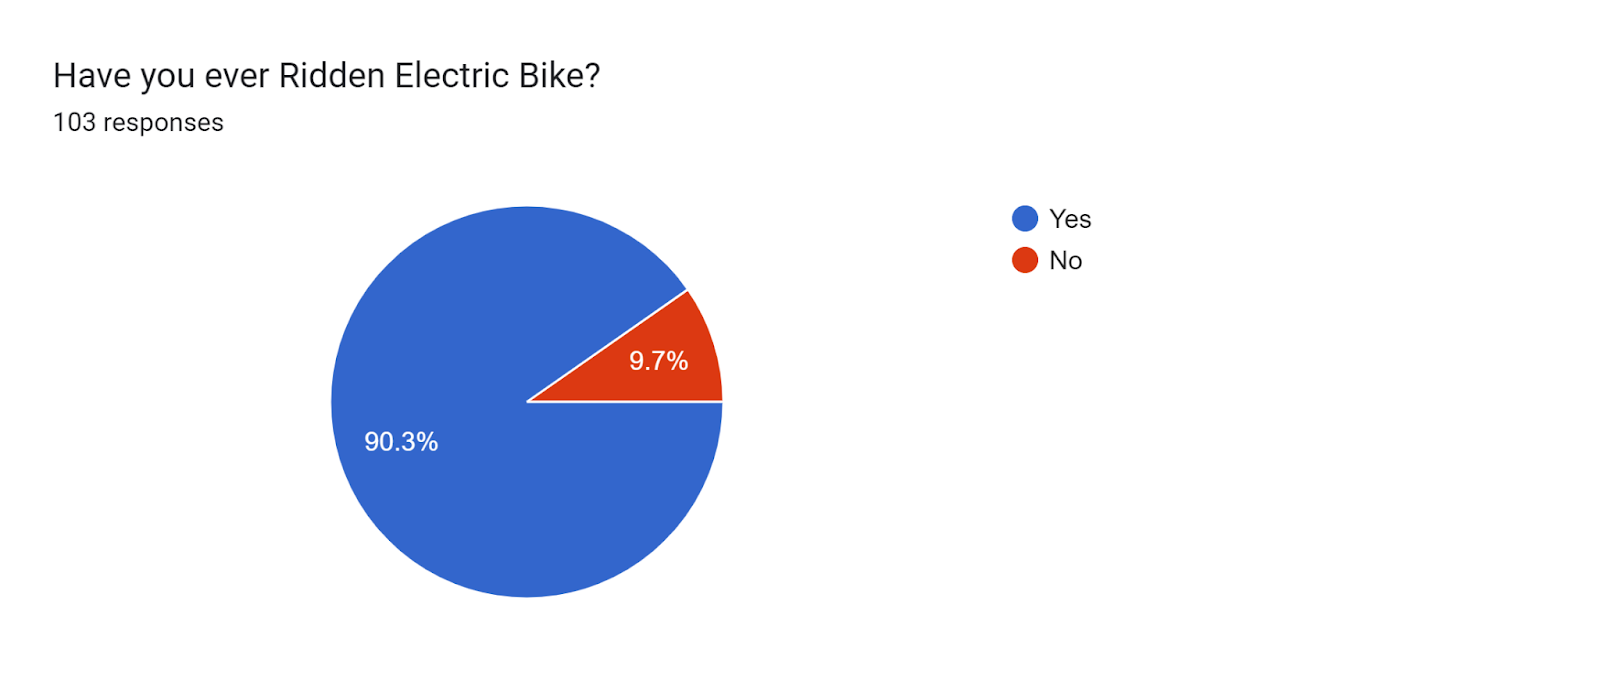 Have you ever Ridden Electric Bike?
103 responses
Yes
No
9.7%
90.3%